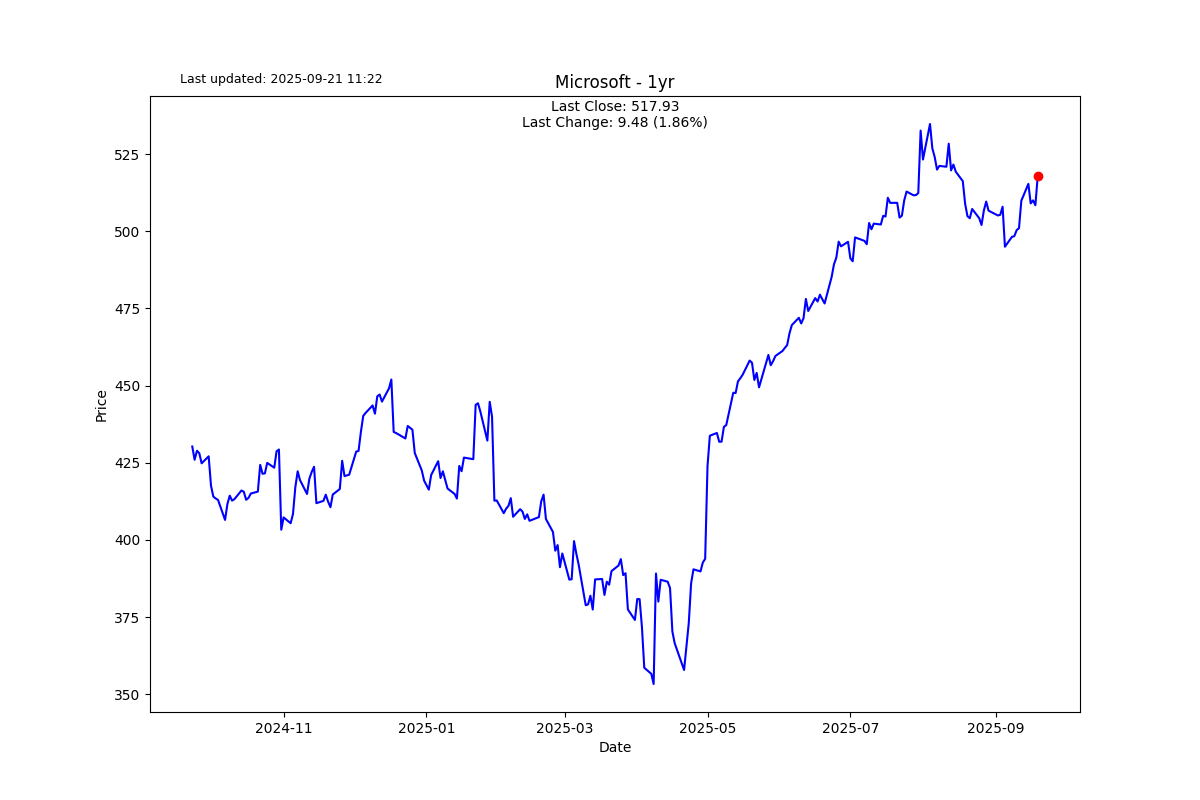 Last updated: 2025-09-21 11:22
Microsoft - 1yr
Last Close: 517.93
Last Change: 9.48 (1.86%)
525
500
475
450
425
400
375
350
Price
2024-11
2025-01
2025-03
2025-05
2025-07
2025-09
Date